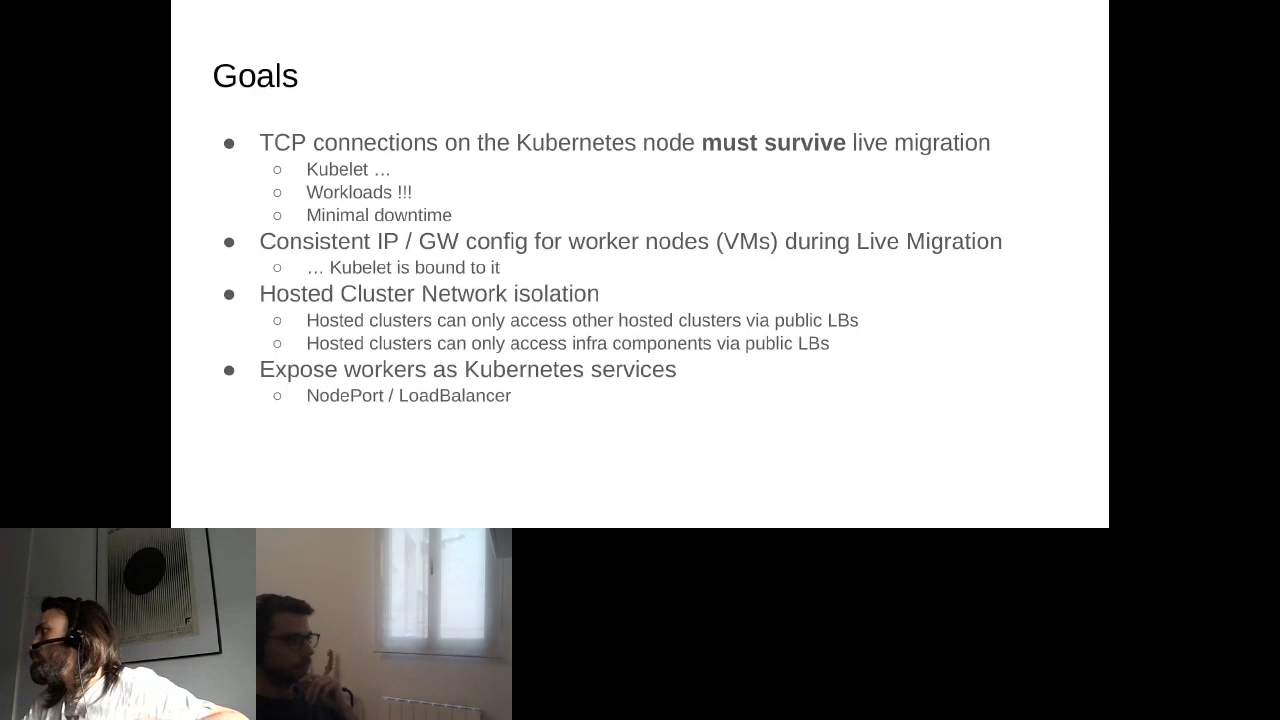 Goals
● TCP connections on the Kubernetes node must survive live migration
○ Kubelet …
○ Workloads !!!
○ Minimal downtime
● Consistent IP / GW config for worker nodes (VMs) during Live Migration
○ … Kubelet is bound to it
● Hosted Cluster Network isolation
○ Hosted clusters can only access other hosted clusters via public LBs
○ Hosted clusters can only access infra components via public LBs
● Expose workers as Kubernetes services
○ NodePort / LoadBalancer